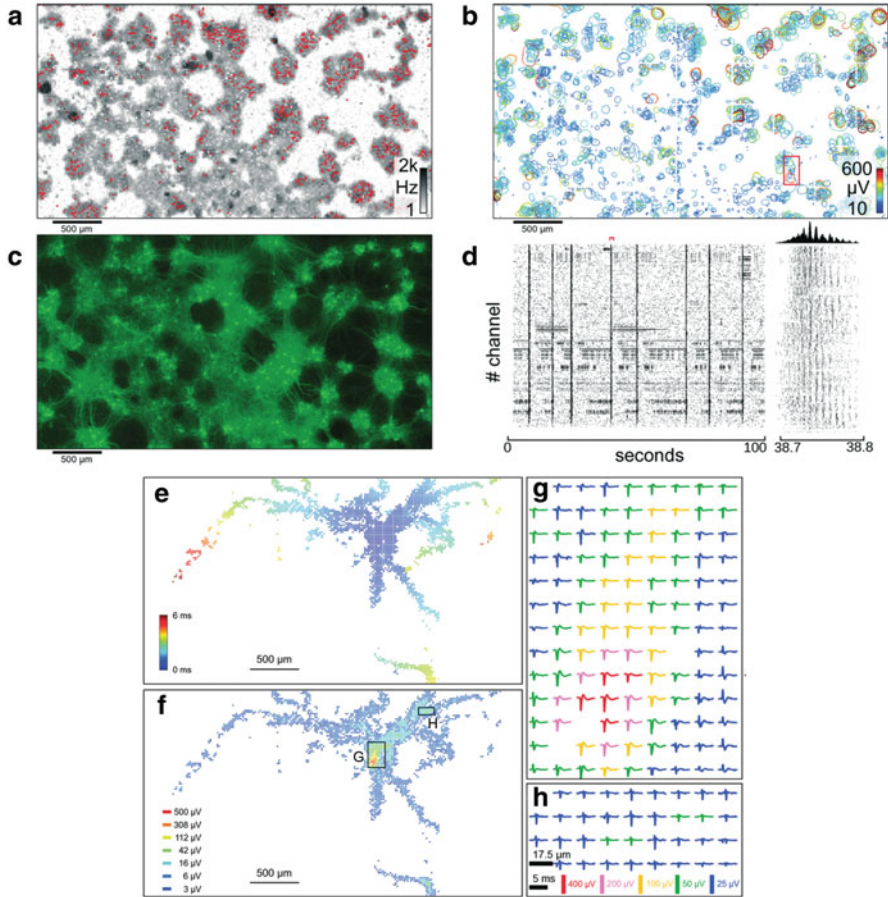 a
2k
Hz
1
500 µm
b
600
µV
10
500 µm
c
500 µm
d
# channel
0
seconds
100
38.7
38.8
e
6 ms
0 ms
500 µm
f
G
H
500 µV
308 µV
112 µV
42 µV
16 µV
6 µV
3 µV
500 µm
g
h
17.5 µm
5 ms
400 µV
200 µV
100 µV
50 µV
25 µV